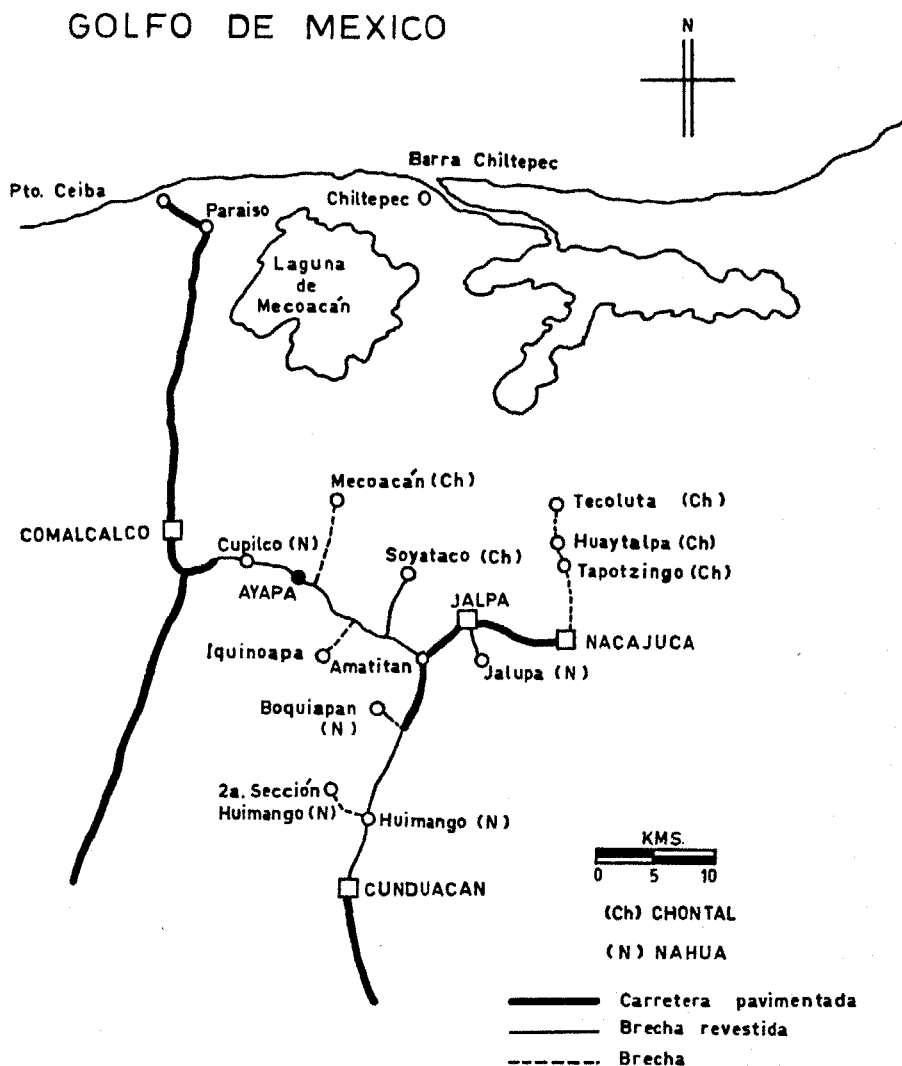 GOLFO DE MEXICO
N
Barra Chiltepec
Pto. Ceiba
Chiltepec
Paraiso
Laguna
de
Mecoacán
Mecoacán (Ch)
Tecoluta (Ch)
COMALCALCO
Cupilco (N)
Soyataco (Ch)
Huaytalpa (Ch)
Tapotzingo (Ch)
AYAPA
JALPA
NACAJUCA
Iquinoapa
Amatitan
Jalupa (N)
Boquiapan
(N)
2a. Sección
Huimango (N)
Huimango (N)
KMS.
0 5 10
CUNDUACAN
(Ch) CHONTAL
(N) NAHUA
Carretera pavimentada
Brecha revestida
Brecha